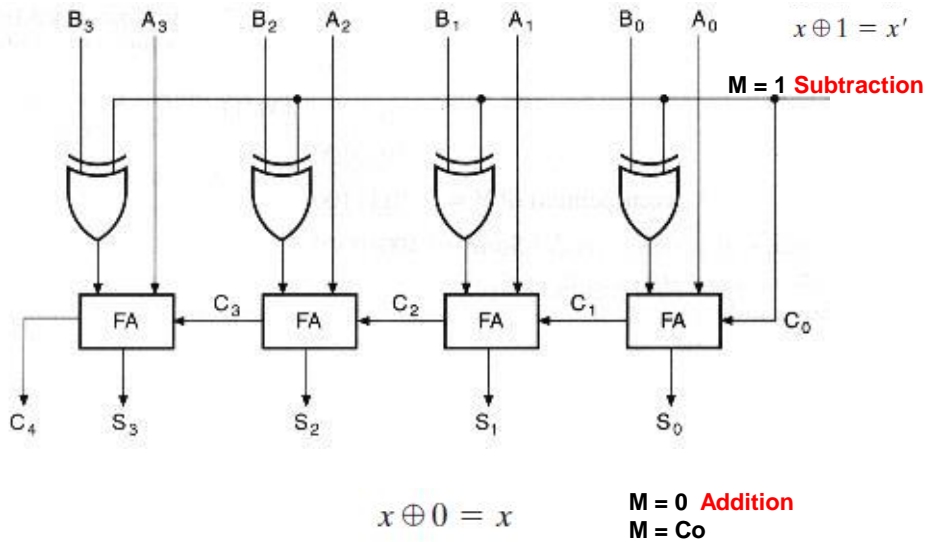 B₃ A₃ B₂ A₂ B₁ A₁ B₀ A₀ x ⊕ 1 = x′
M = 1 Subtraction
FA C₃ FA C₂ FA C₁ FA C₀
C₄ S₃ S₂ S₁ S₀
x ⊕ 0 = x
M = 0 Addition
M = Co